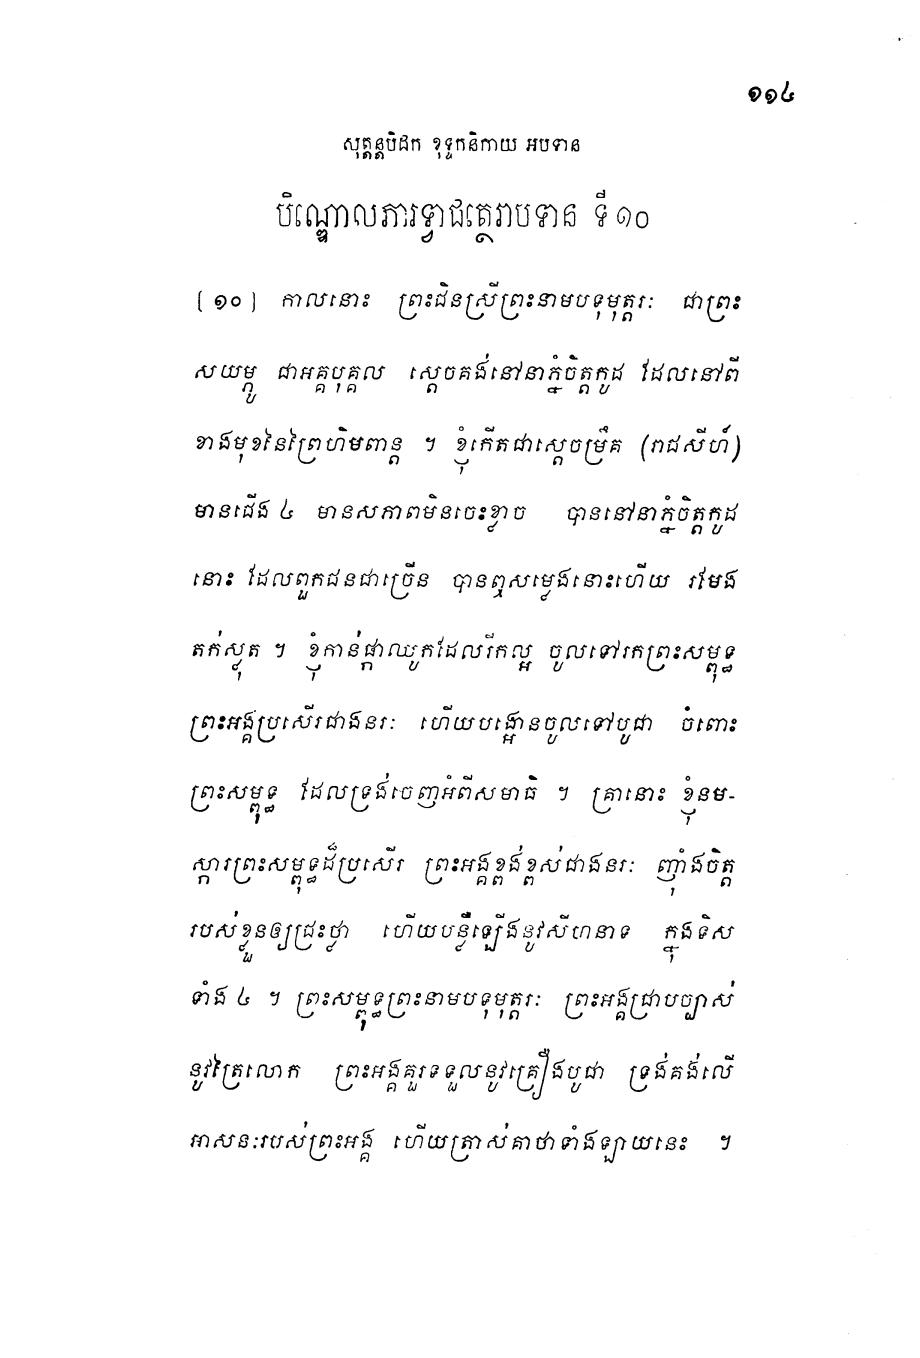 ១១៤
សុត្តន្តបិដក ខុទ្ទកនិកាយ អបទាន
បិណ្ឌោលភារទ្វាជត្ថេរាបទាន ទី ១០
[ ១០ ] កាលនោះ ព្រះជិនស្រីព្រះនាមបទុមុត្តរៈ ជាព្រះ
សយម្ភូ ជាអគ្គបុគ្គល ស្តេចគង់នៅនាភ្នំចិត្តកូដ ដែលនៅពី
ខាងមុខនៃព្រៃហិមពាន្ត ។ ខ្ញុំកើតជាស្តេចម្រឹគ (រាជសីហ៍)
មានជើង ៤ មានសភាពមិនចេះខ្លាច បាននៅនាភ្នំចិត្តកូដ
នោះ ដែលពួកជនជាច្រើន បានឮសម្លេងនោះហើយ រមែង
តក់ស្លុត ។ ខ្ញុំកាន់ផ្កាឈូកដែលរីកល្អ ចូលទៅរកព្រះសម្ពុទ្ធ
ព្រះអង្គប្រសើរជាងនរៈ ហើយបង្អោនចូលទៅបូជា ចំពោះ
ព្រះសម្ពុទ្ធ ដែលទ្រង់ចេញអំពីសមាធិ ។ គ្រានោះ ខ្ញុំនម-
ស្ការព្រះសម្ពុទ្ធដ៏ប្រសើរ ព្រះអង្គខ្ពង់ខ្ពស់ជាងនរៈ ញ៉ាំងចិត្ត
របស់ខ្លួនឲ្យជ្រះថ្លា ហើយបន្លឺឡើងនូវសីហនាទ ក្នុងទិស
ទាំង ៤ ។ ព្រះសម្ពុទ្ធព្រះនាមបទុមុត្តរៈ ព្រះអង្គជ្រាបច្បាស់
នូវត្រៃលោក ព្រះអង្គគួរទទួលនូវគ្រឿងបូជា ទ្រង់គង់លើ
អាសនៈរបស់ព្រះអង្គ ហើយត្រាស់គាថាទាំងឡាយនេះ ។